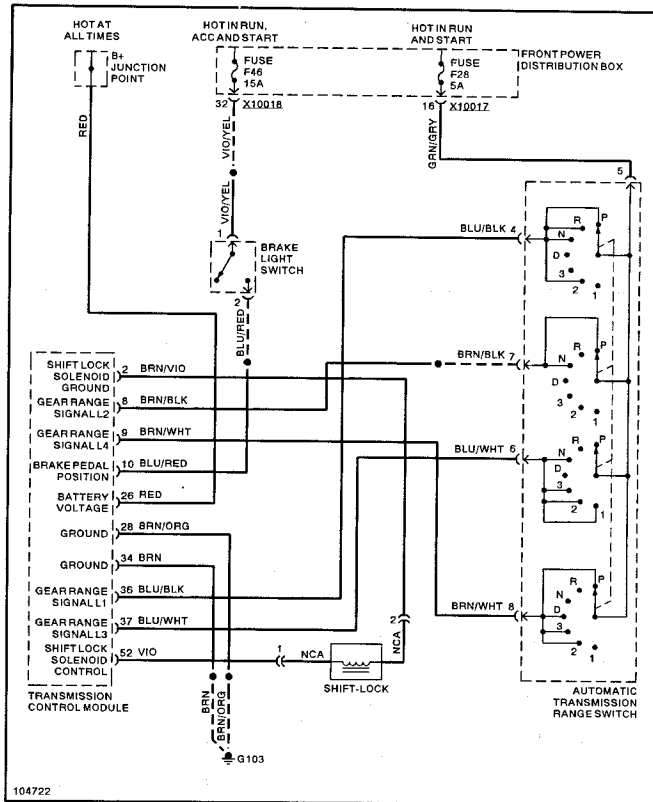 HOT AT
ALL TIMES
HOT IN RUN,
ACC AND START
HOT IN RUN
AND START
B+
JUNCTION
POINT
FUSE
F46
15A
FUSE
F28
5A
FRONT POWER
DISTRIBUTION BOX
32 X10018
16 X10017
RED
VIO/YEL
GRN/GRY
5
VIO/YEL
1
BRAKE
LIGHT
SWITCH
2
BLU/RED
BLU/BLK 4
R P
N
D
3
2 1
BRN/BLK 7
R P
N
D
3
2 1
BLU/WHT 6
R P
N
D
3
2 1
BRN/WHT 8
R P
N
D
3
2 1
SHIFT LOCK
SOLENOID
GROUND
2 BRN/VIO
GEAR RANGE
SIGNAL L2
8 BRN/BLK
GEAR RANGE
SIGNAL L4
9 BRN/WHT
BRAKE PEDAL
POSITION
10 BLU/RED
BATTERY
VOLTAGE
26 RED
GROUND
28 BRN/ORG
GROUND
34 BRN
GEAR RANGE
SIGNAL L1
36 BLU/BLK
GEAR RANGE
SIGNAL L3
37 BLU/WHT
SHIFT LOCK
SOLENOID
CONTROL
52 VIO
1
NCA
2
NCA
SHIFT-LOCK
TRANSMISSION
CONTROL MODULE
AUTOMATIC
TRANSMISSION
RANGE SWITCH
BRN
BRN/ORG
G103
104722